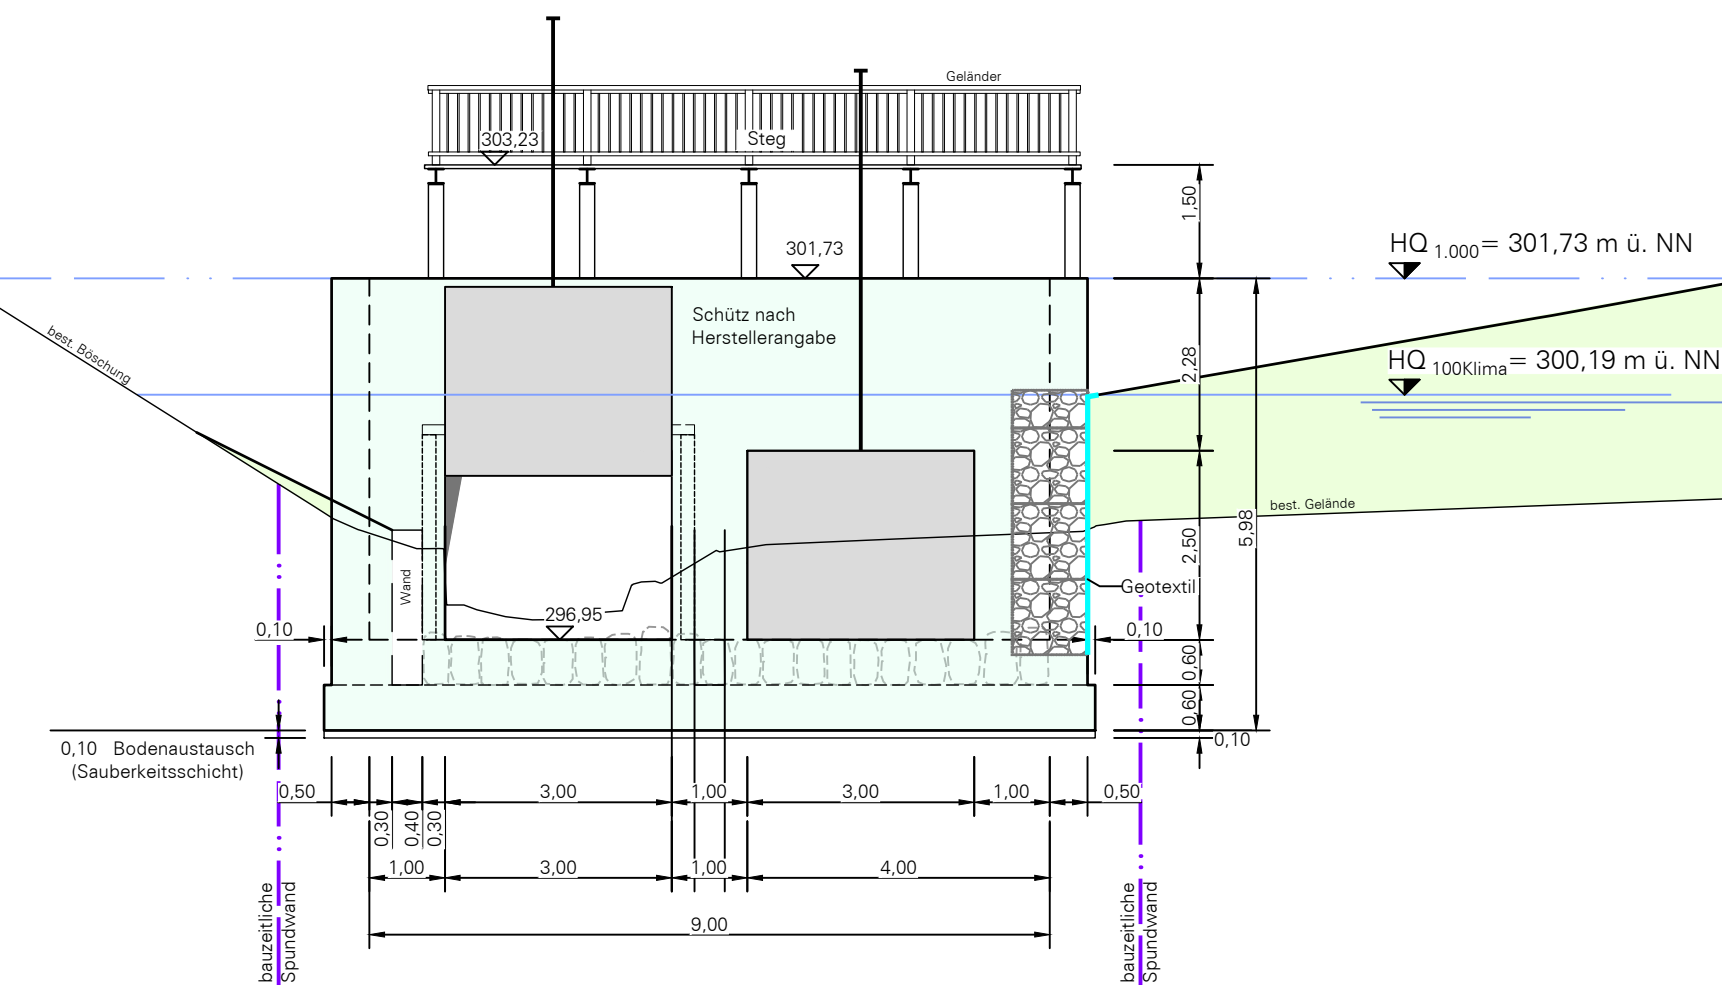 Geländer
303,23
Steg
1,50
301,73
HQ 1.000= 301,73 m ü. NN
Schütz nach
Herstellerangabe
best. Böschung
2,28
HQ 100Klima= 300,19 m ü. NN
best. Gelände
5,98
2,50
Wand
Geotextil
296,95
0,10
0,10
0,60
0,60
0,10
0,10 Bodenaustausch
(Sauberkeitsschicht)
0,50
3,00
1,00
3,00
1,00
0,50
0,30
0,40
0,30
1,00
3,00
1,00
4,00
9,00
bauzeitliche
Spundwand
bauzeitliche
Spundwand